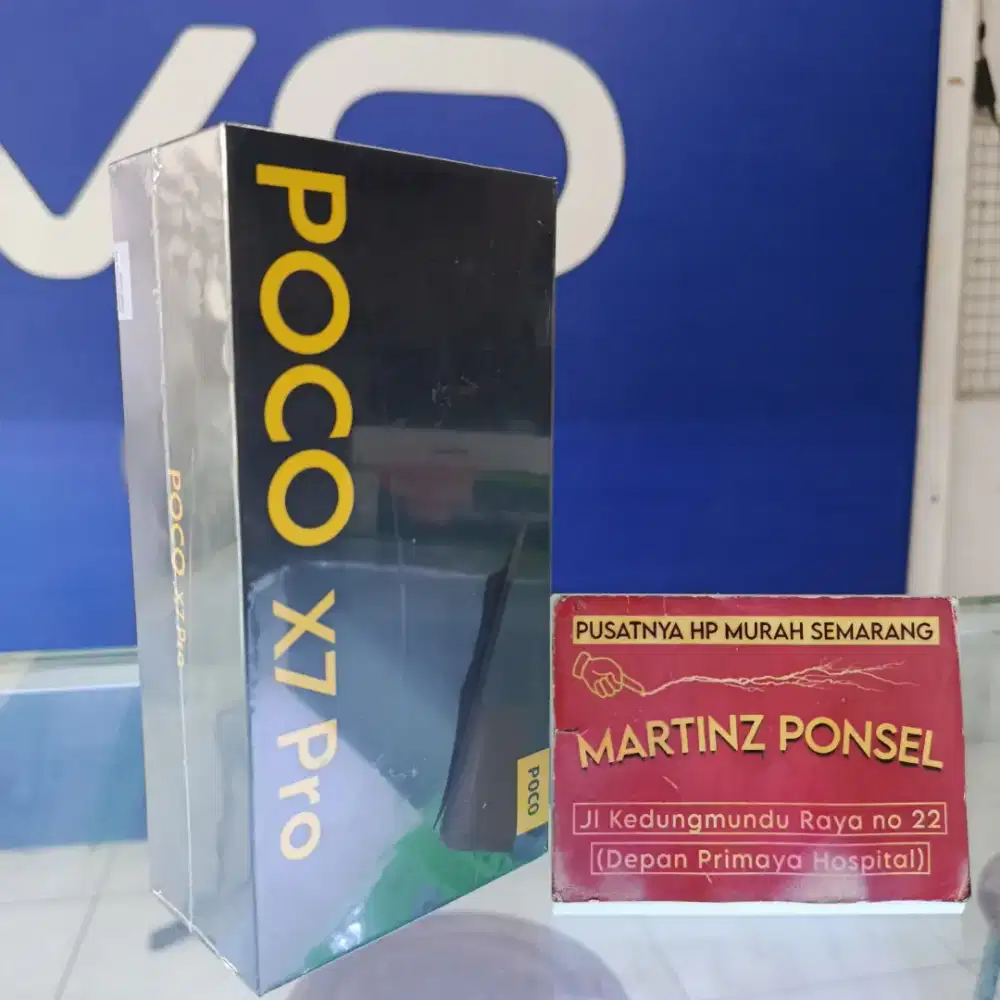 VO
POCO X7 Pro
POCO X7 Pro
POCO
PUSATNYA HP MURAH SEMARANG
MARTINZ PONSEL
Jl Kedungmundu Raya no 22
(Depan Primaya Hospital)